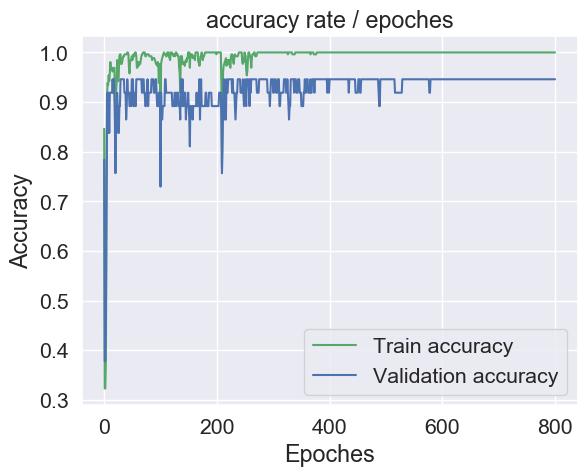 accuracy rate / epoches
1.0
0.9
0.8
0.7
0.6
0.5
0.4
0.3
Accuracy
0
200
400
600
800
Epoches
Train accuracy
Validation accuracy